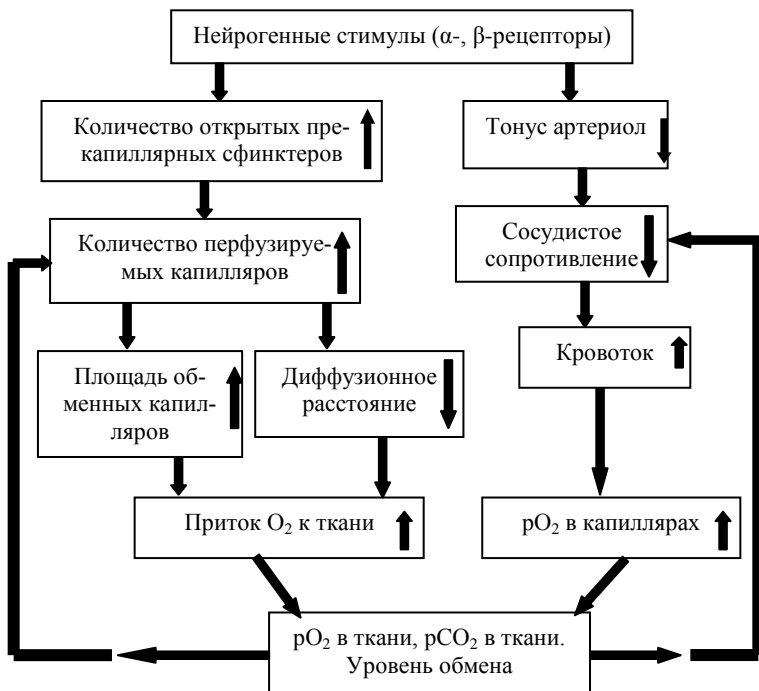 Нейрогенные стимулы (α-, β-рецепторы)
Количество открытых пре-
капиллярных сфинктеров
Тонус артериол
Количество перфузируе-
мых капилляров
Сосудистое
сопротивление
Площадь об-
менных капил-
ляров
Диффузионное
расстояние
Кровоток
Приток O₂ к ткани
pO₂ в капиллярах
pO₂ в ткани, pCO₂ в ткани.
Уровень обмена